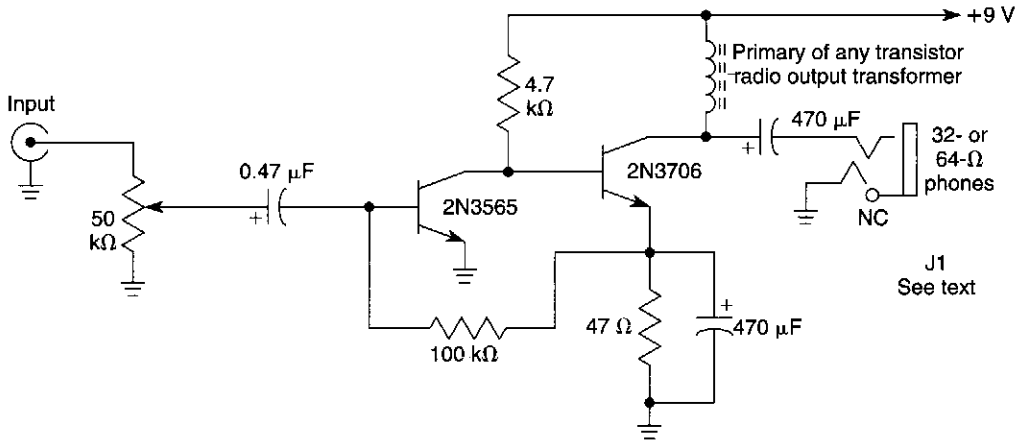 +9 V
Primary of any transistor
radio output transformer
4.7
kΩ
Input
470 µF
32- or
64-Ω
phones
0.47 µF
2N3706
+
+
2N3565
50
kΩ
NC
J1
See text
+
47 Ω
470 µF
100 kΩ